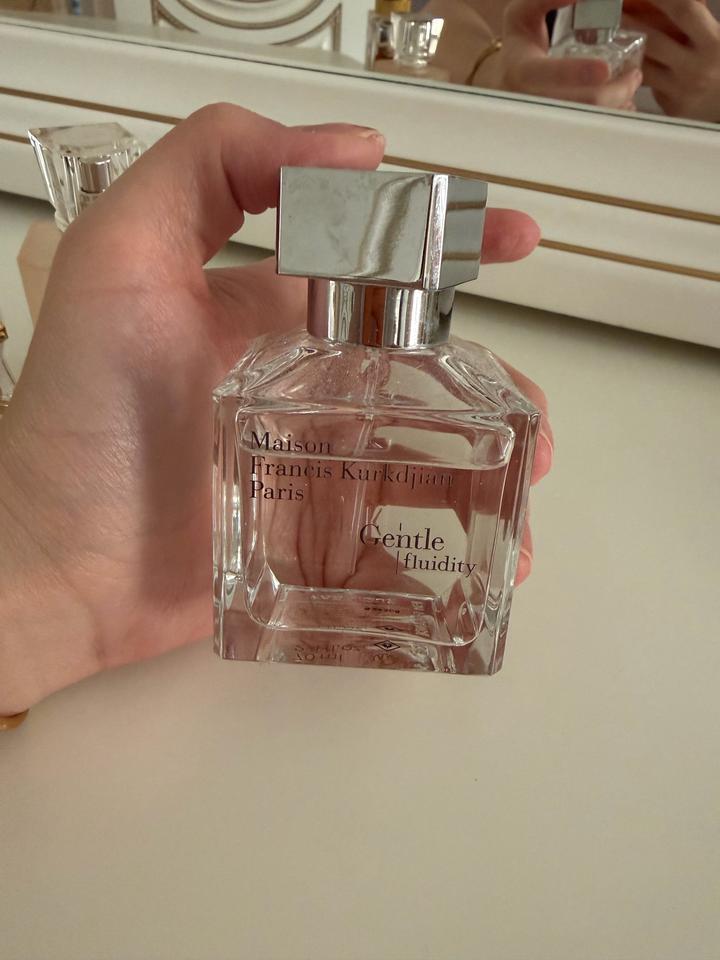 Maison
Francis Kurkdjian
Paris
Gentle
fluidity